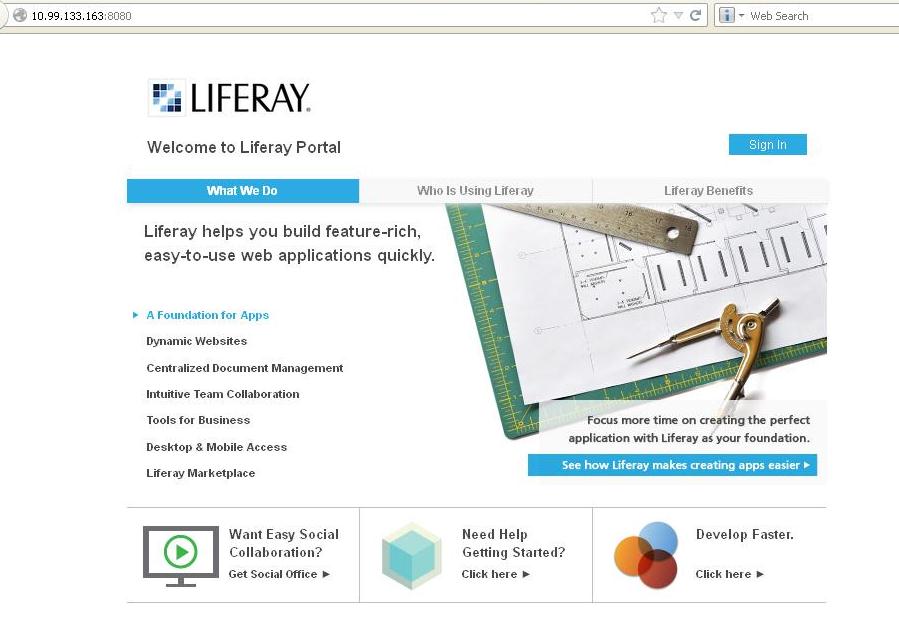 10.99.133.163:8080
Web Search
LIFERAY.
Welcome to Liferay Portal
Sign In
What We Do
Who Is Using Liferay
Liferay Benefits
Liferay helps you build feature-rich,
easy-to-use web applications quickly.
A Foundation for Apps
Dynamic Websites
Centralized Document Management
Intuitive Team Collaboration
Tools for Business
Desktop & Mobile Access
Liferay Marketplace
Focus more time on creating the perfect
application with Liferay as your foundation.
See how Liferay makes creating apps easier
Want Easy Social
Collaboration?
Get Social Office
Need Help
Getting Started?
Click here
Develop Faster.
Click here